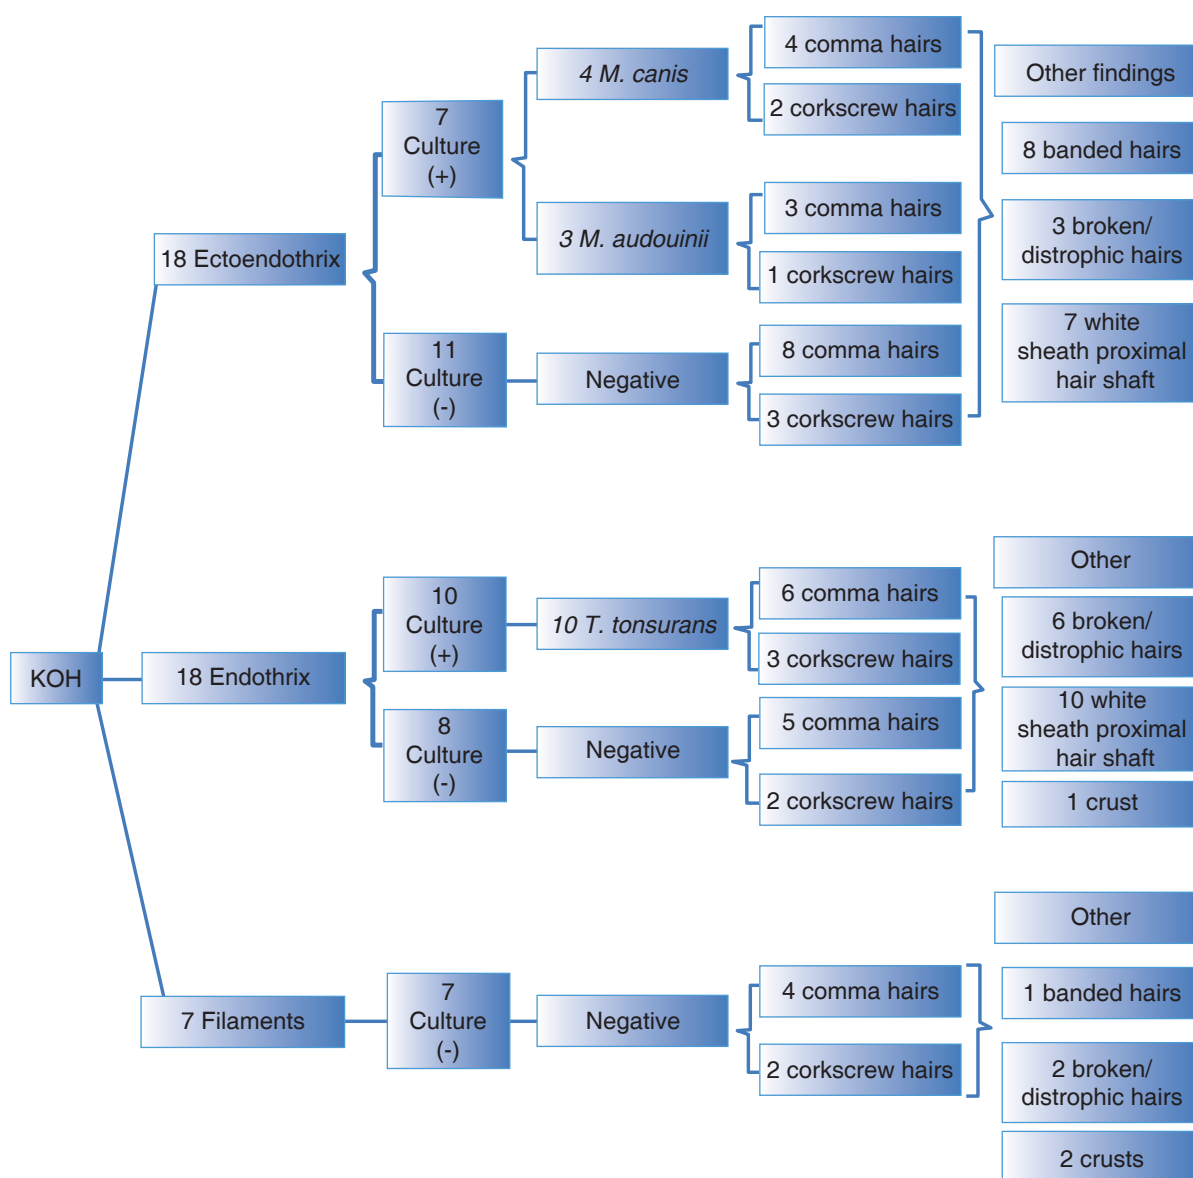 KOH
18 Ectoendothrix
7
Culture
(+)
4 M. canis
4 comma hairs
2 corkscrew hairs
3 M. audouinii
3 comma hairs
1 corkscrew hairs
11
Culture
(-)
Negative
8 comma hairs
3 corkscrew hairs
Other findings
8 banded hairs
3 broken/
distrophic hairs
7 white
sheath proximal
hair shaft
18 Endothrix
10
Culture
(+)
10 T. tonsurans
6 comma hairs
3 corkscrew hairs
8
Culture
(-)
Negative
5 comma hairs
2 corkscrew hairs
Other
6 broken/
distrophic hairs
10 white
sheath proximal
hair shaft
1 crust
7 Filaments
7
Culture
(-)
Negative
4 comma hairs
2 corkscrew hairs
Other
1 banded hairs
2 broken/
distrophic hairs
2 crusts